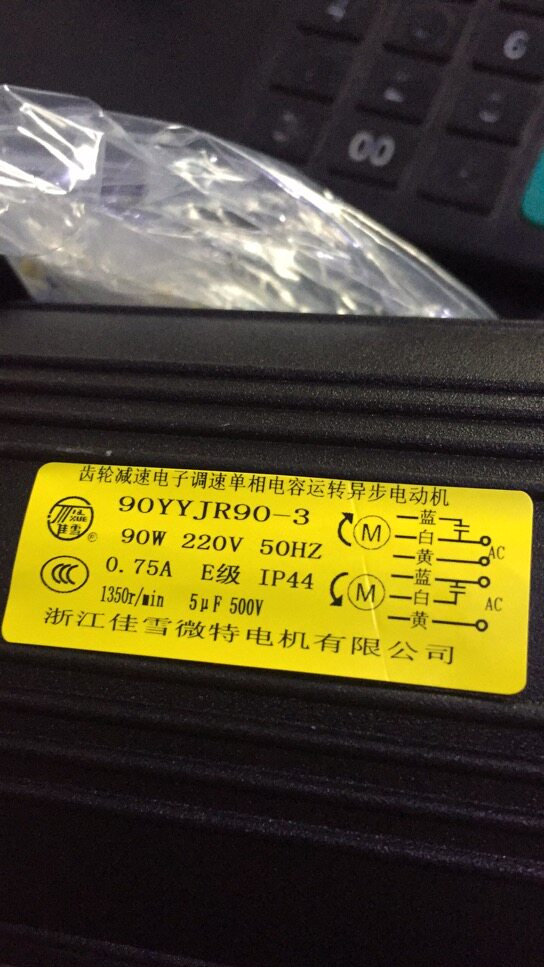 6
00
齿轮减速电子调速单相电容运转异步电动机
佳雪®
90YYJR90-3
90W 220V 50HZ
0.75A E级 IP44
1350r/min 5μF 500V
M 蓝
白 AC
黄
M 蓝
白 AC
黄
浙江佳雪微特电机有限公司